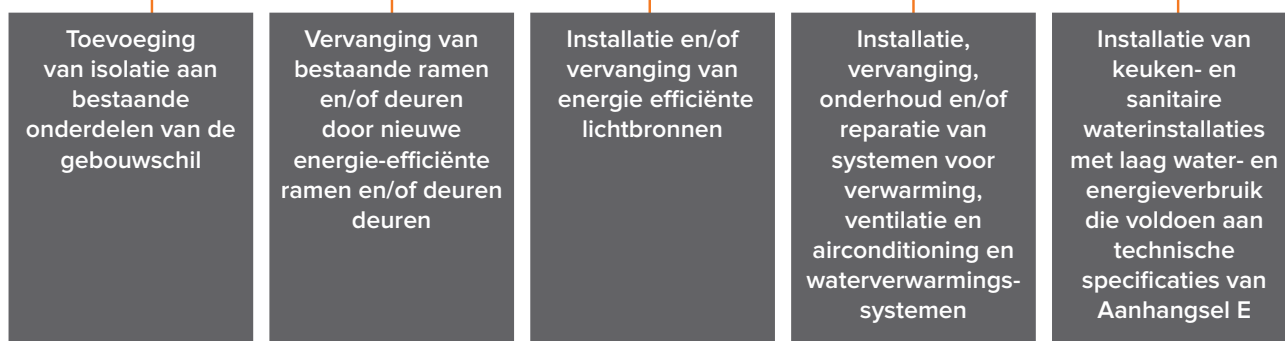 Toevoeging
van isolatie aan
bestaande
onderdelen van de
gebouwschil
Vervanging van
bestaande ramen
en/of deuren
door nieuwe
energie-efficiënte
ramen en/of deuren
deuren
Installatie en/of
vervanging van
energie efficiënte
lichtbronnen
Installatie,
vervanging,
onderhoud en/of
reparatie van
systemen voor
verwarming,
ventilatie en
airconditioning en
waterverwarmings-
systemen
Installatie van
keuken- en
sanitaire
waterinstallaties
met laag water- en
energieverbruik
die voldoen aan
technische
specificaties van
Aanhangsel E